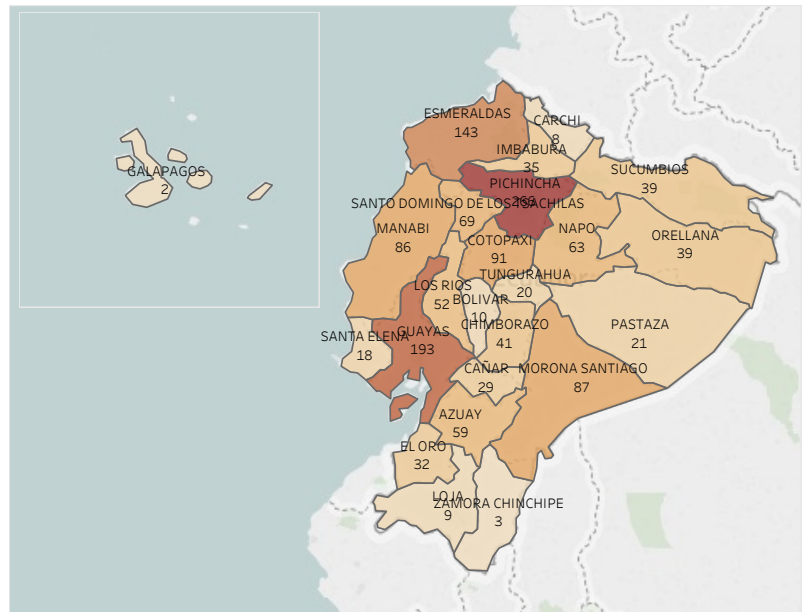 ESMERALDAS
143
CARCHI
8
IMBABURA
35
SUCUMBIOS
39
GALAPAGOS
2
PICHINCHA
SANTO DOMINGO DE LOS TSACHILAS
69
MANABI
86
NAPO
63
ORELLANA
39
COTOPAXI
91
TUNGURAHUA
20
LOS RIOS
52
BOLIVAR
10
CHIMBORAZO
41
PASTAZA
21
SANTA ELENA
18
GUAYAS
193
CAÑAR
29
MORONA SANTIAGO
87
AZUAY
59
EL ORO
32
LOJA
9
ZAMORA CHINCHIPE
3